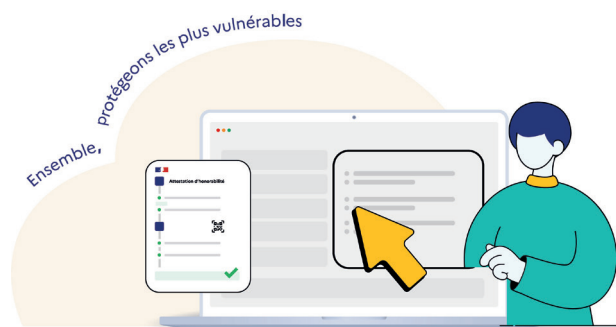 Ensemble, protégeons les plus vulnérables
Attestation d'honorabilité